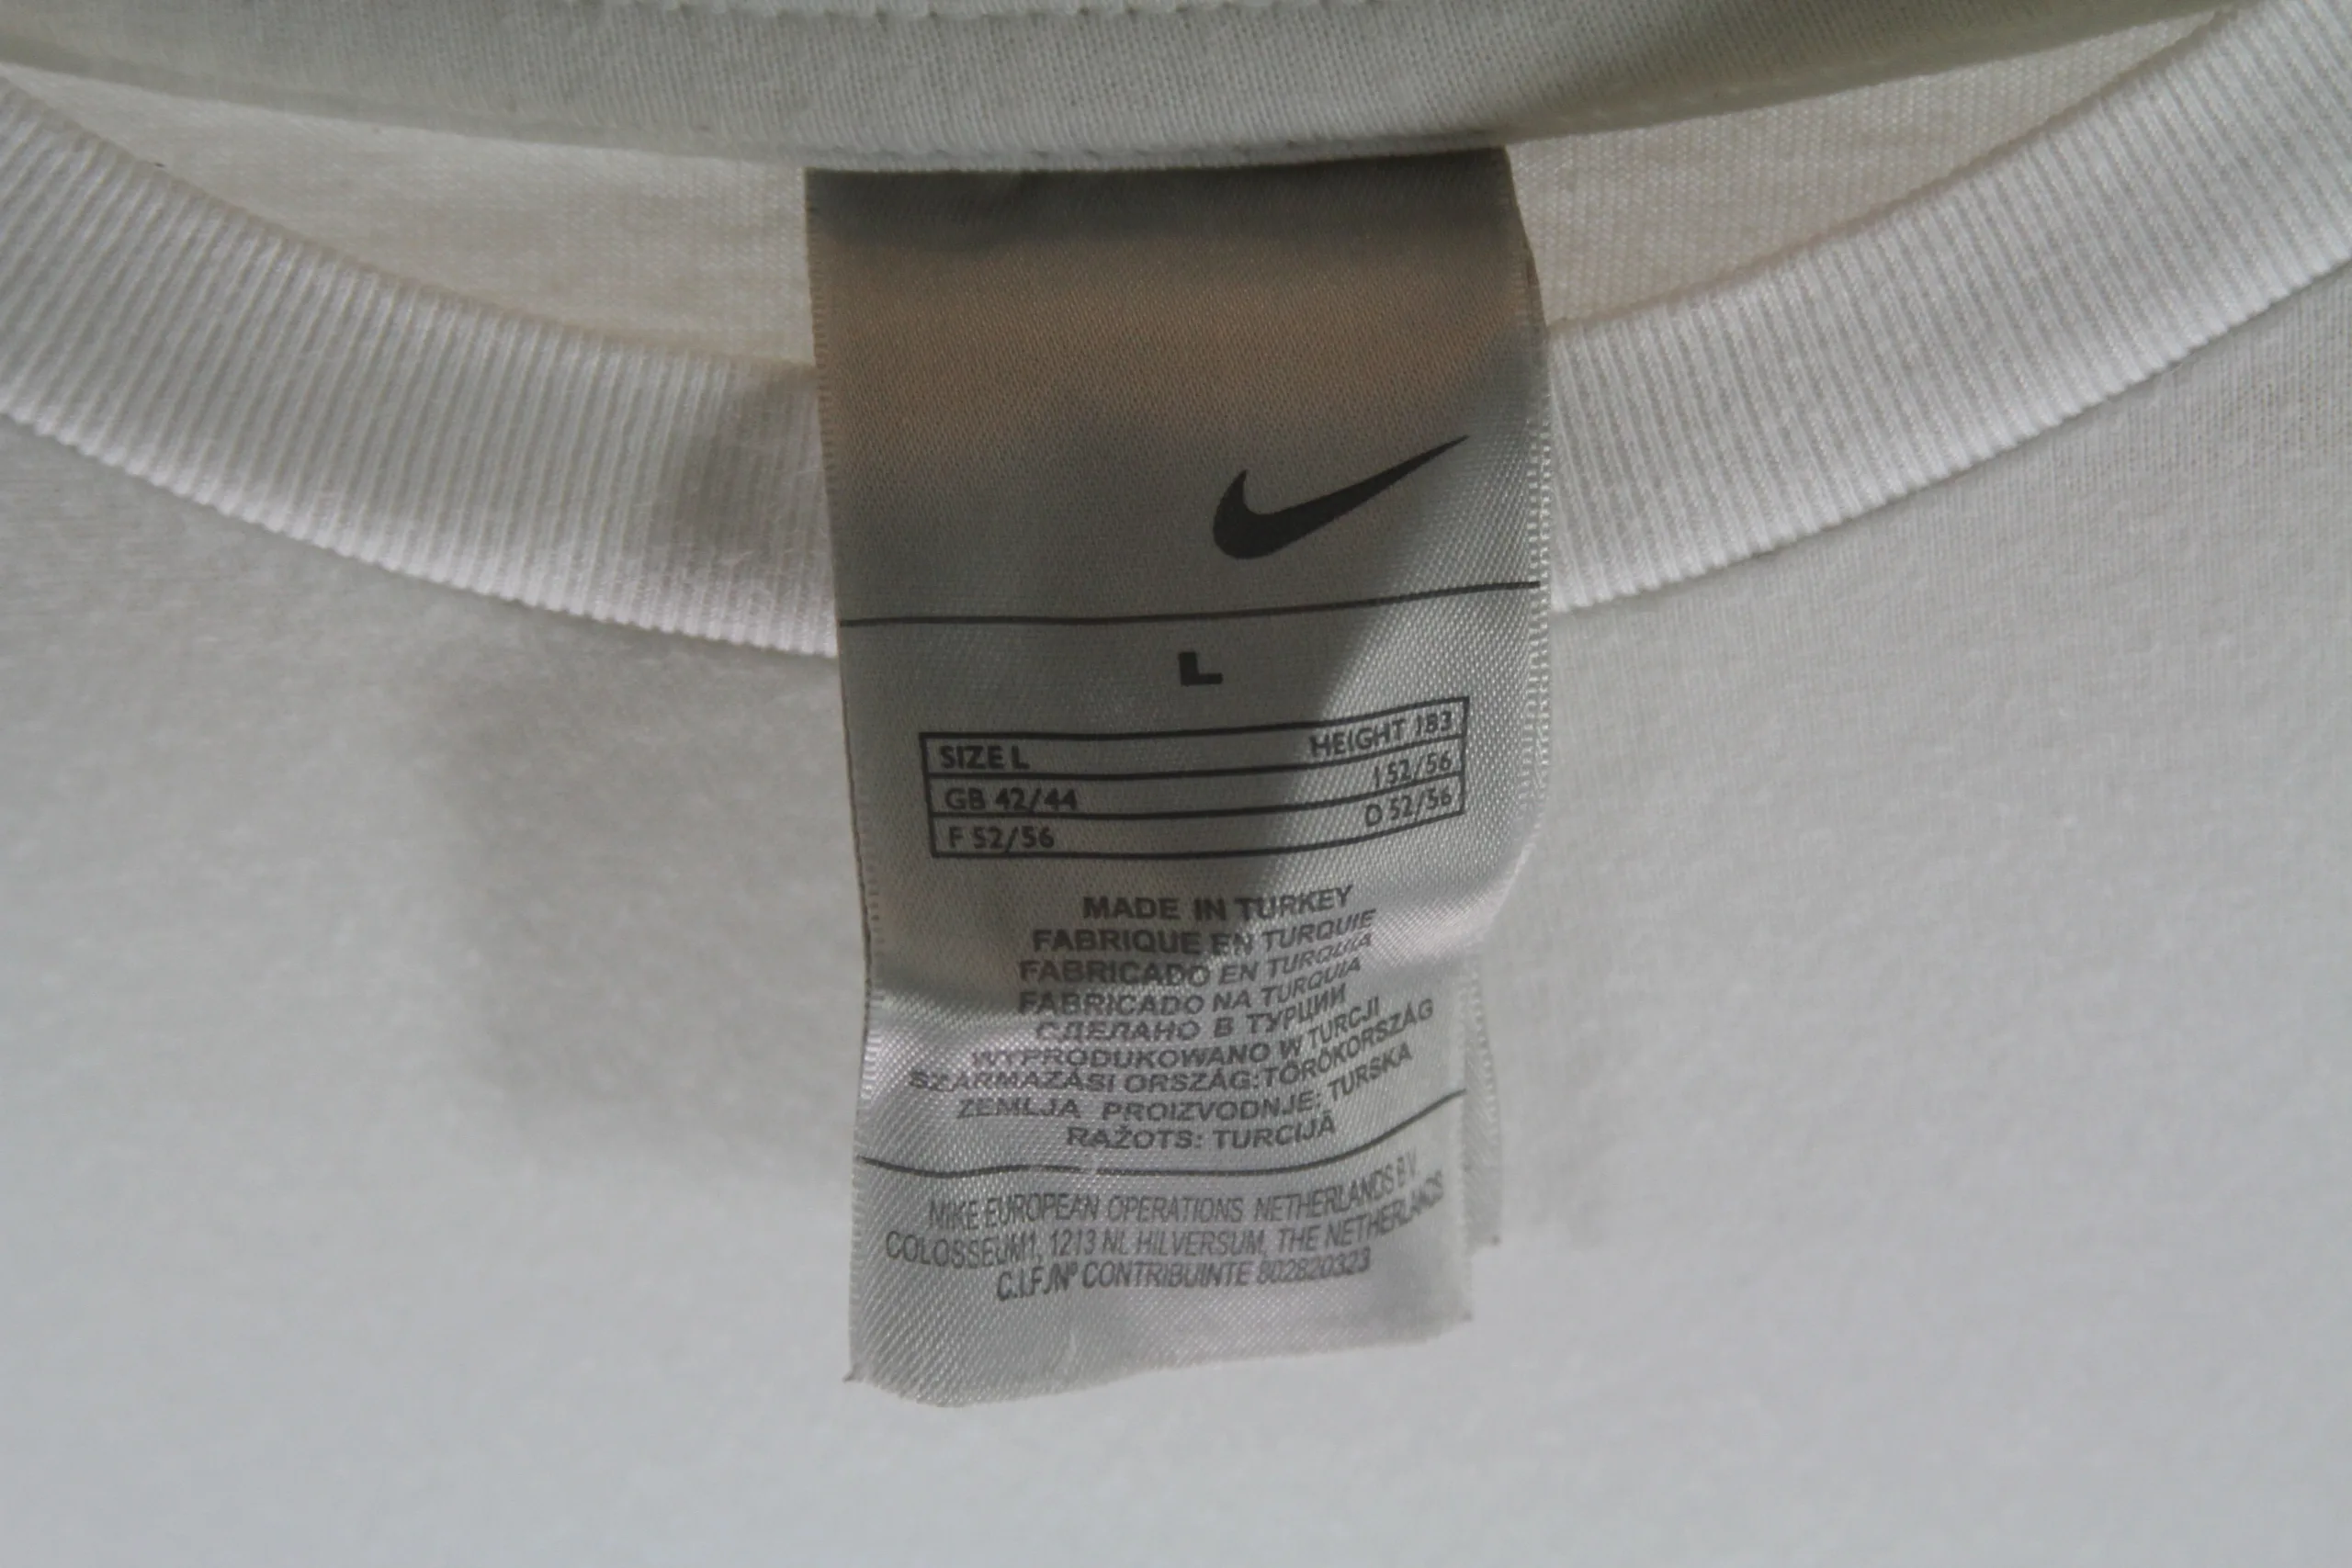 L
SIZE L HEIGHT 183
GB 42/44 I 52/56
F 52/56 D 52/56
MADE IN TURKEY
FABRIQUE EN TURQUIE
FABRICADO EN TURQUIA
FABRICADO NA TURQUIA
СДЕЛАНО В ТУРЦИИ
WYPRODUKOWANO W TURCJI
SZÁRMAZÁSI ORSZÁG:TÖRÖKORSZÁG
ZEMLJA PROIZVODNJE: TURSKA
RAŽOTS: TURCIJĀ
NIKE EUROPEAN OPERATIONS NETHERLANDS B.V.
COLOSSEUM1, 1213 NL HILVERSUM, THE NETHERLANDS
C.I.F./Nº CONTRIBUINTE 802820323